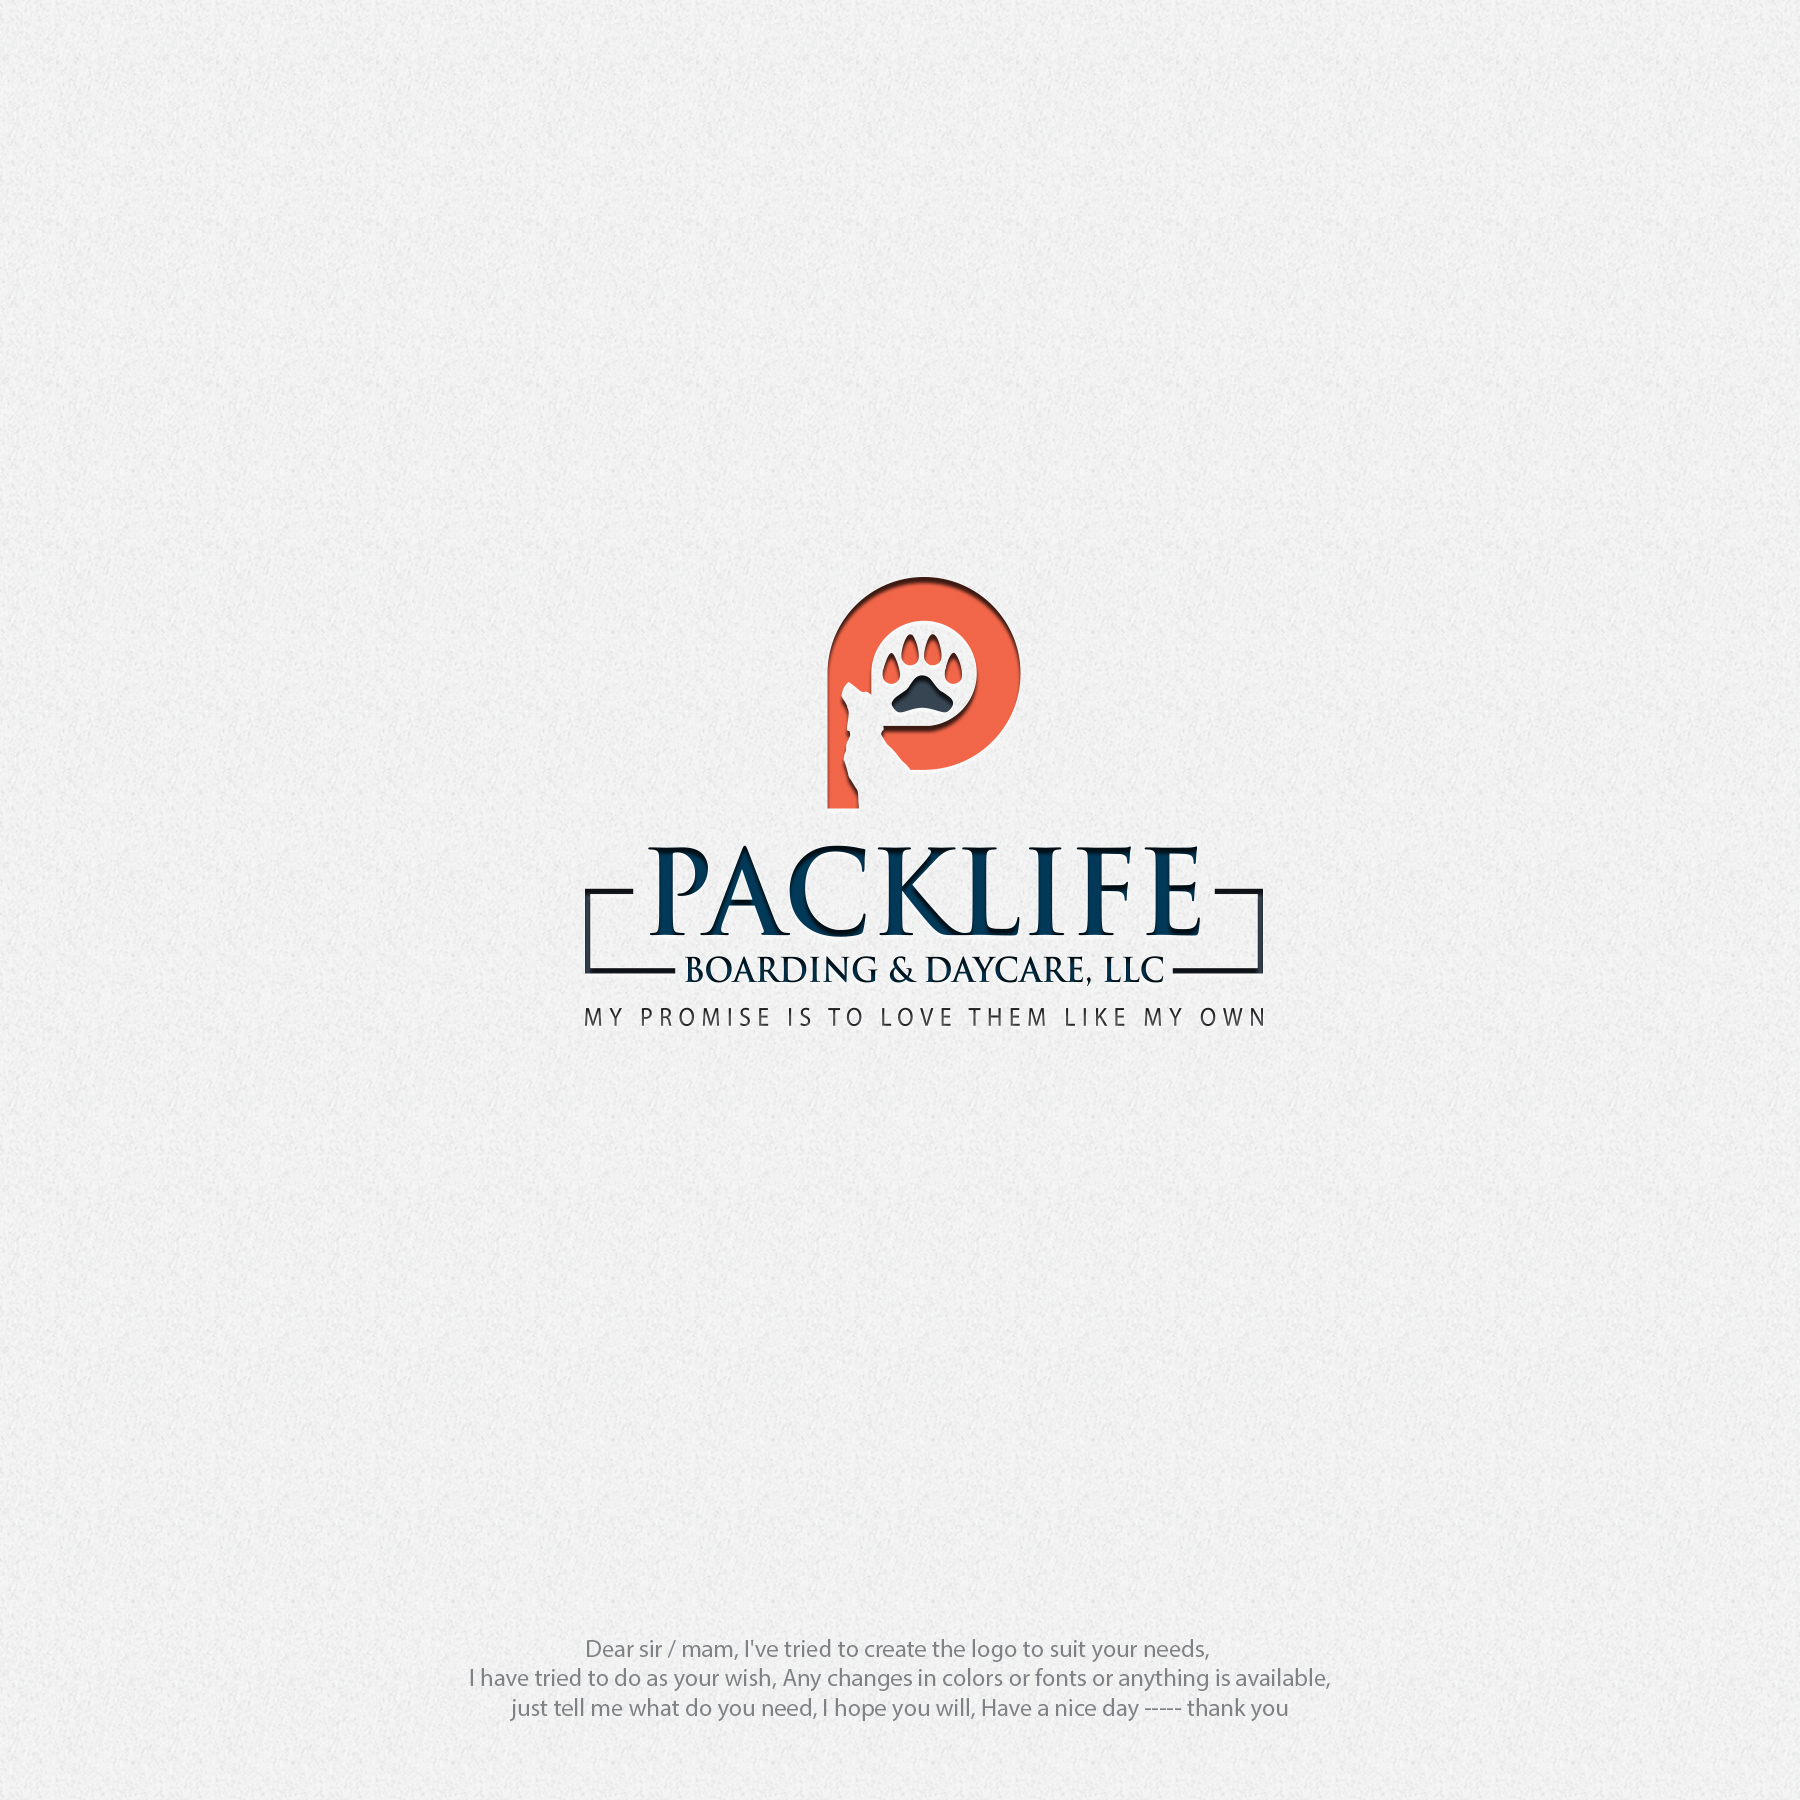 PACKLIFE
BOARDING & DAYCARE, LLC
MY PROMISE IS TO LOVE THEM LIKE MY OWN
Dear sir / mam, I've tried to create the logo to suit your needs,
I have tried to do as your wish, Any changes in colors or fonts or anything is available,
just tell me what do you need, I hope you will, Have a nice day ----- thank you